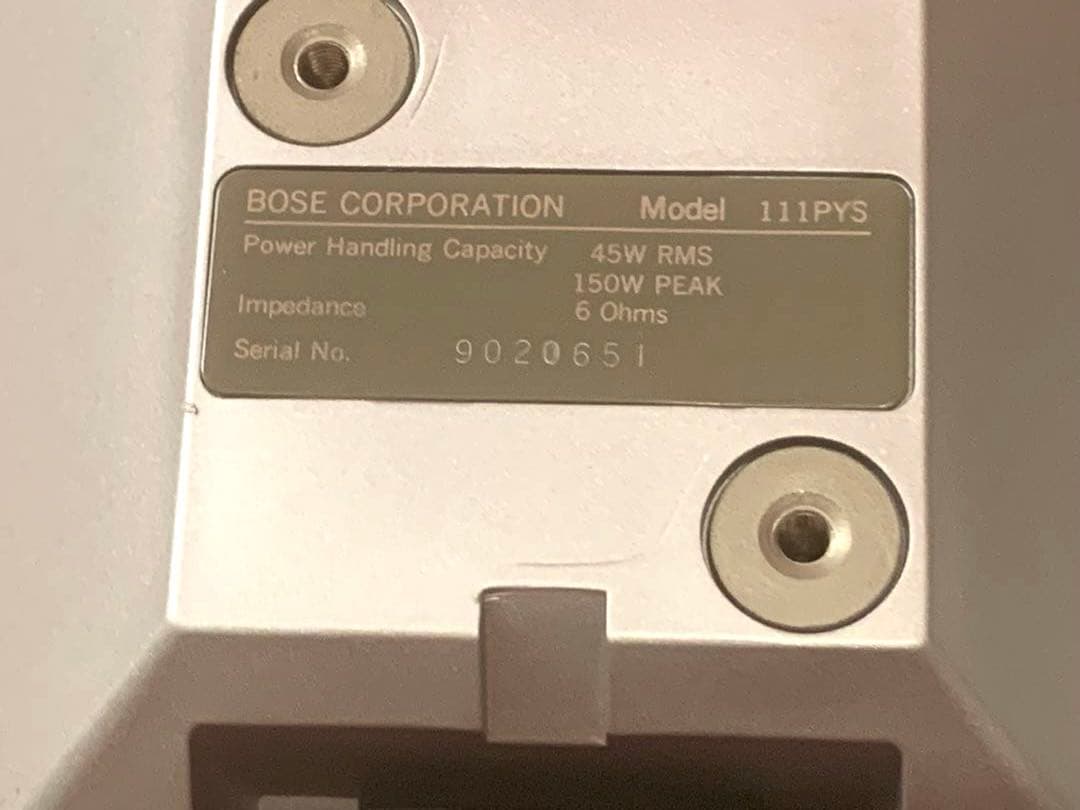 BOSE CORPORATION Model 111PYS
Power Handling Capacity 45W RMS
150W PEAK
Impedance 6 Ohms
Serial No. 9020651